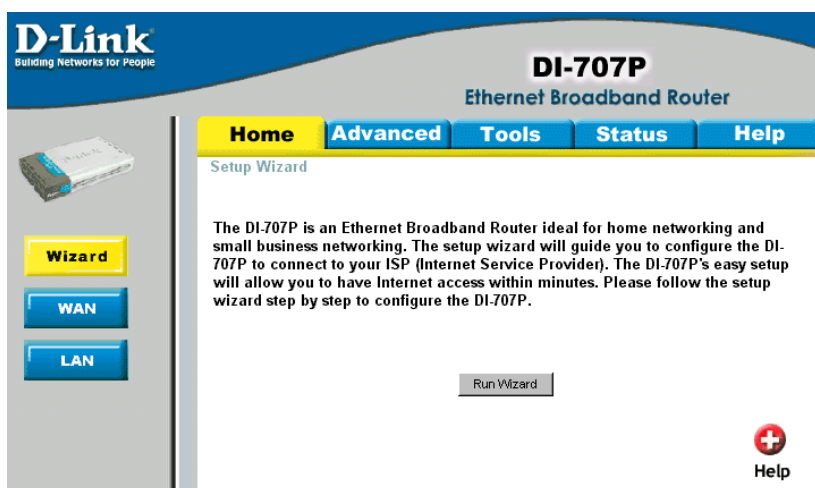 D-Link
Building Networks for People
DI-707P
Ethernet Broadband Router
Home Advanced Tools Status Help
Setup Wizard
The DI-707P is an Ethernet Broadband Router ideal for home networking and
small business networking. The setup wizard will guide you to configure the DI-
707P to connect to your ISP (Internet Service Provider). The DI-707P's easy setup
will allow you to have Internet access within minutes. Please follow the setup
wizard step by step to configure the DI-707P.
Wizard
WAN
LAN
Run Wizard
Help